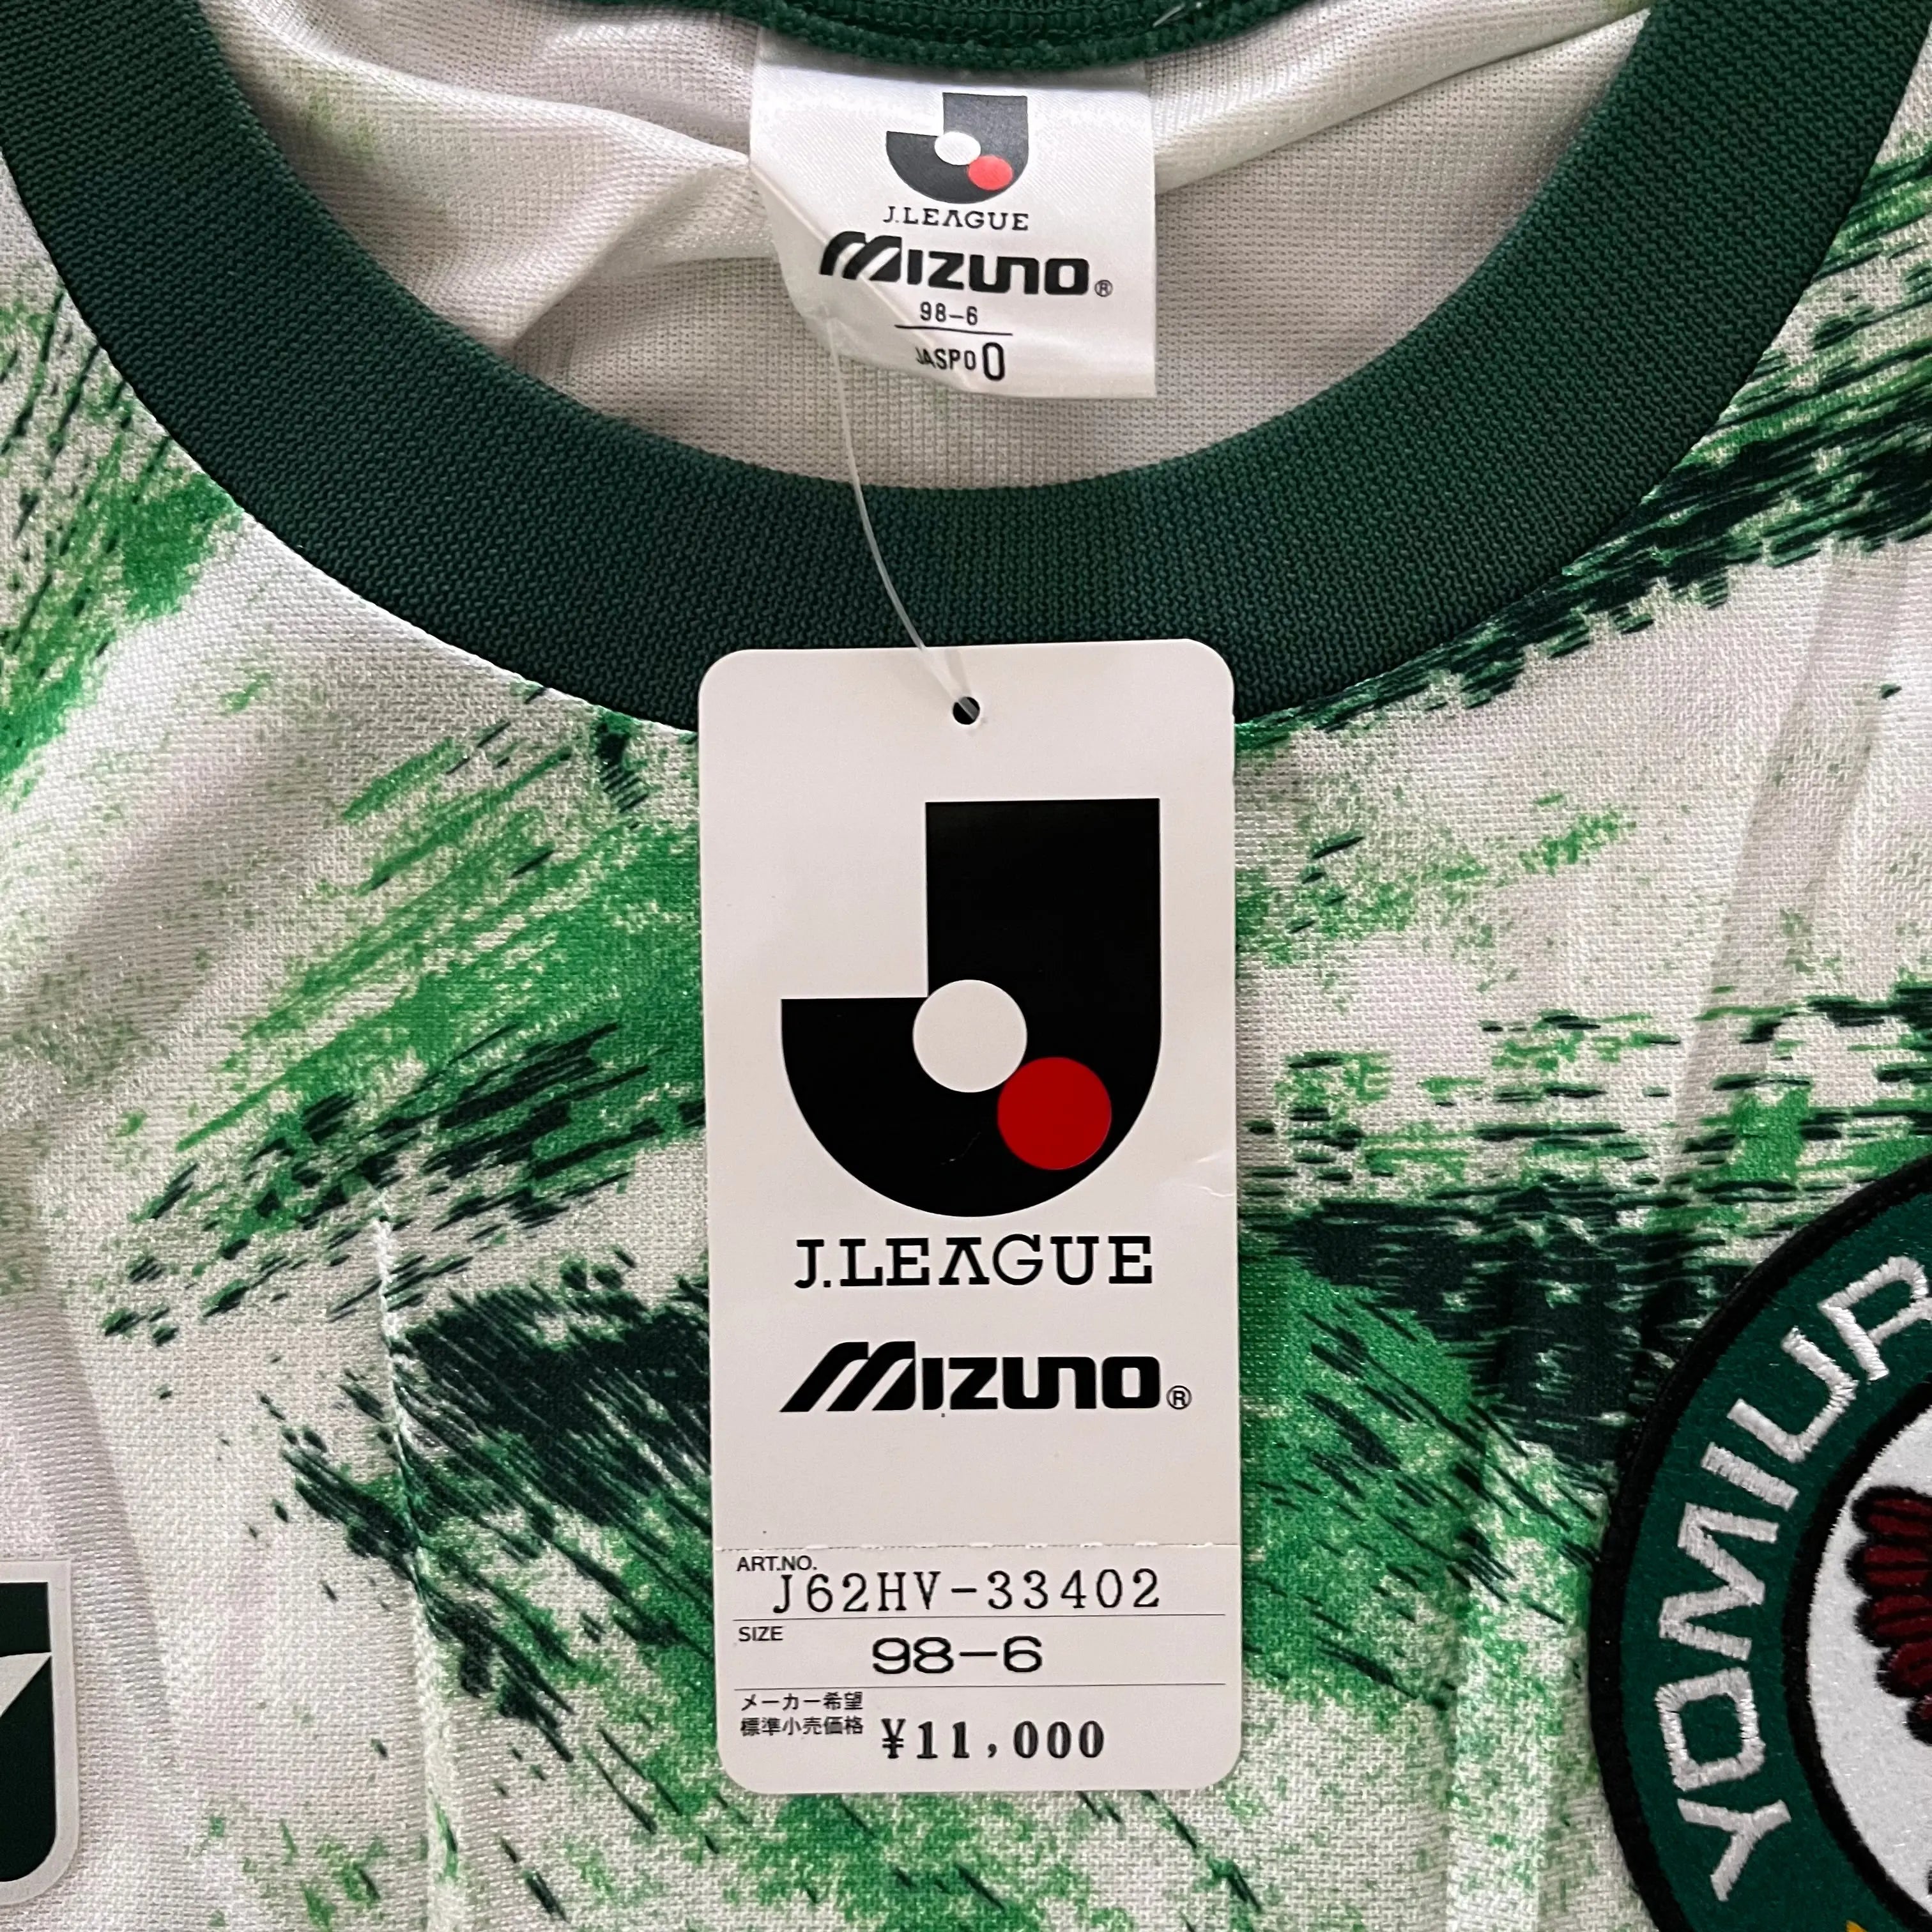 J.LEAGUE
MIZUNO®
98-6
JASPO O
J.LEAGUE
MIZUNO®
ART.NO.
J62HV-33402
SIZE
98-6
メーカー希望
標準小売価格 ¥11,000
YOMIUR